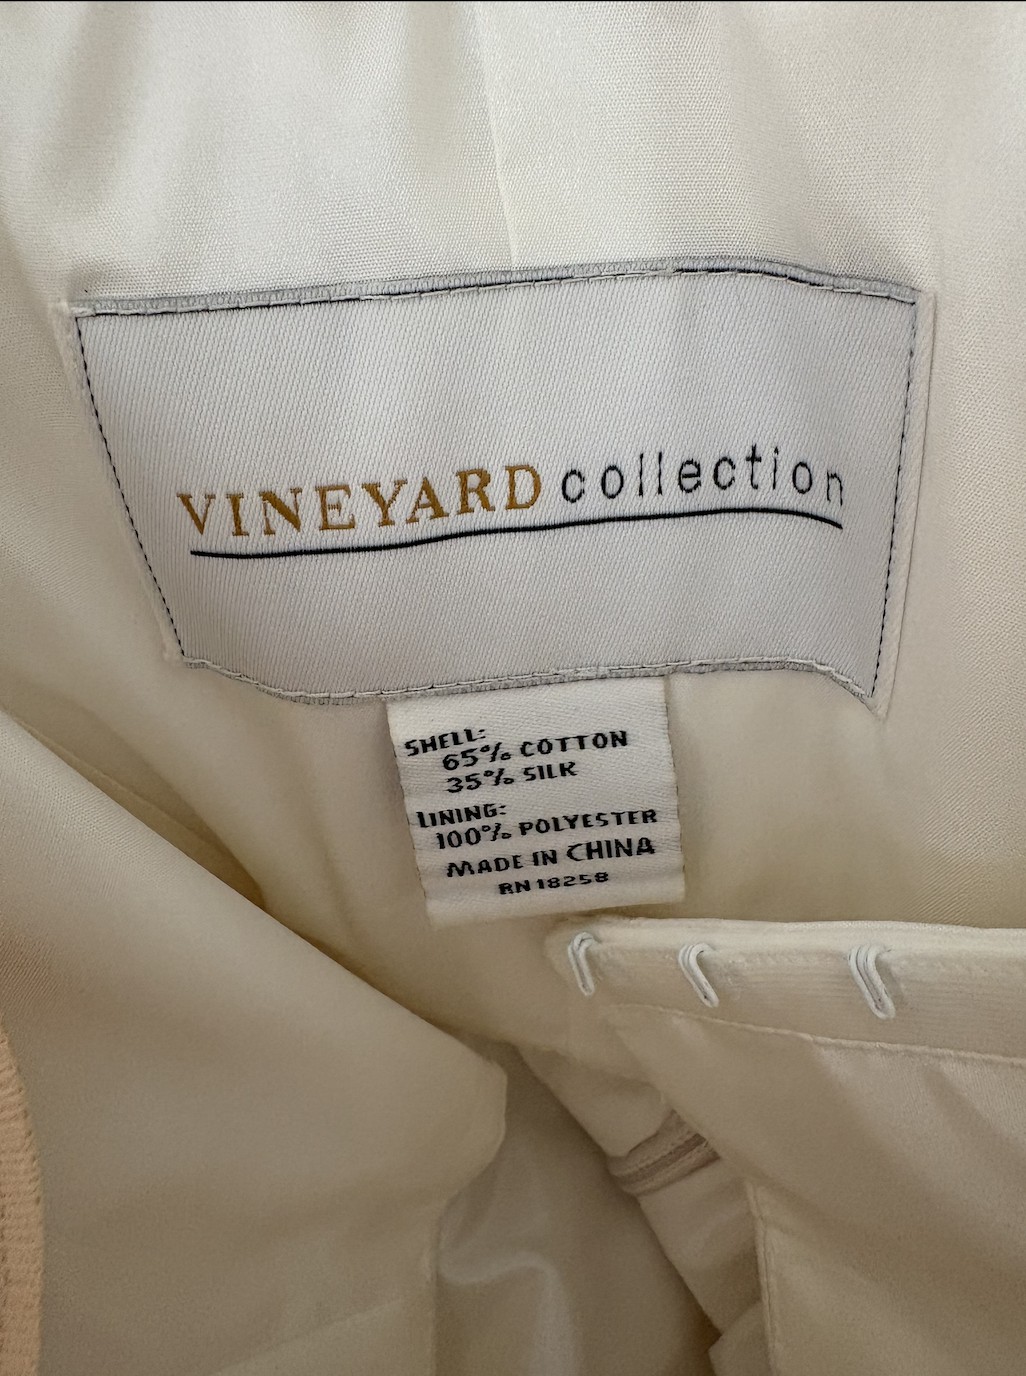 VINEYARD collection
SHELL:
65% COTTON
35% SILK
LINING:
100% POLYESTER
MADE IN CHINA
RN 18258